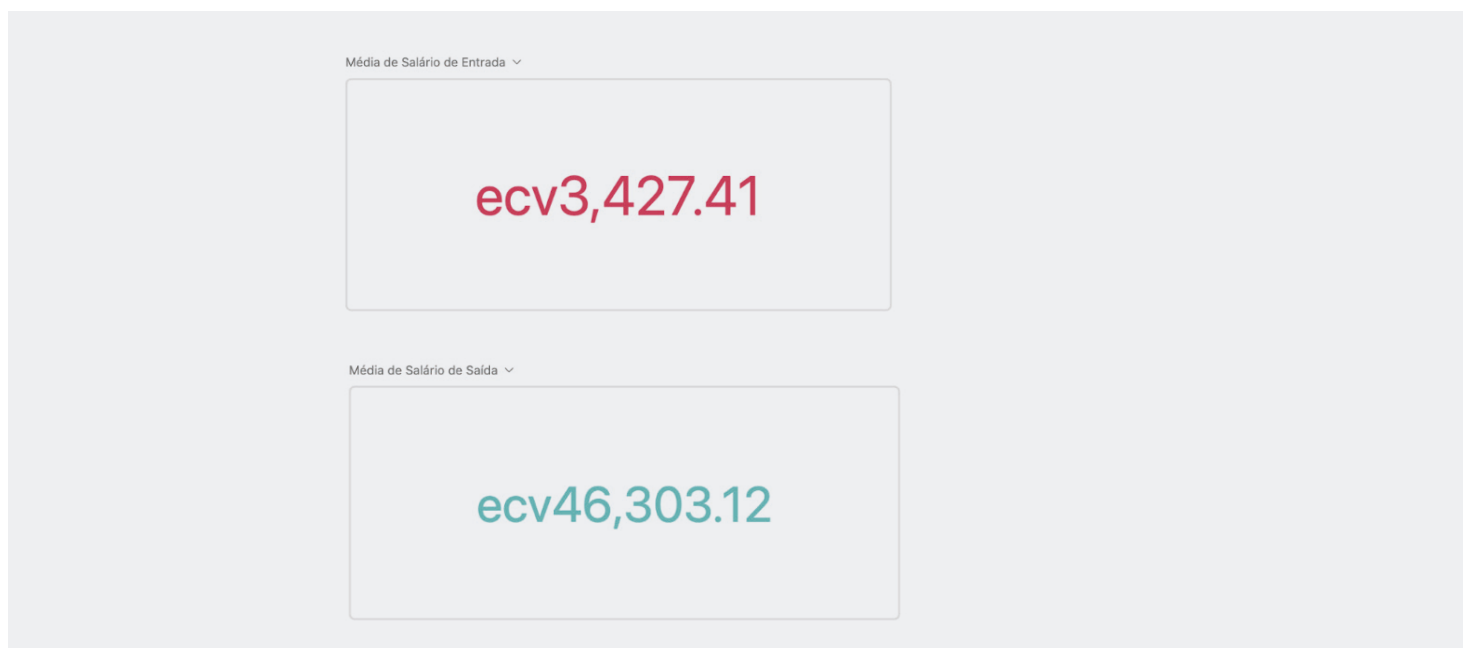 Média de Salário de Entrada
ecv3,427.41
Média de Salário de Saída
ecv46,303.12